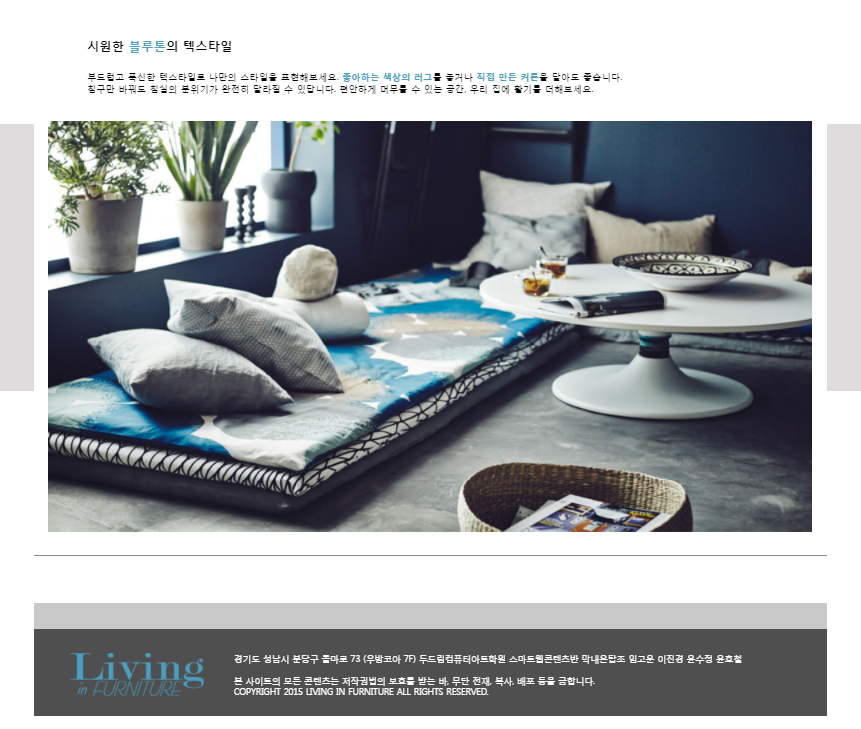 시원한 블루톤의 텍스타일
부드럽고 푹신한 텍스타일로 나만의 스타일을 표현해보세요. 좋아하는 색상의 러그를 놓거나 직접 만든 커튼을 달아도 좋습니다.
침구만 바꿔도 침실의 분위기가 완전히 달라질 수 있답니다. 편안하게 머무를 수 있는 공간, 우리 집에 활기를 더해보세요.
Living
in FURNITURE
경기도 성남시 분당구 돌마로 73 (우방코아 7F) 두드림컴퓨터아트학원 스마트웹콘텐츠반 막내온탑조 임고운 이진경 윤수정 윤효철
본 사이트의 모든 콘텐츠는 저작권법의 보호를 받는 바, 무단 전재, 복사, 배포 등을 금합니다.
COPYRIGHT 2015 LIVING IN FURNITURE ALL RIGHTS RESERVED.